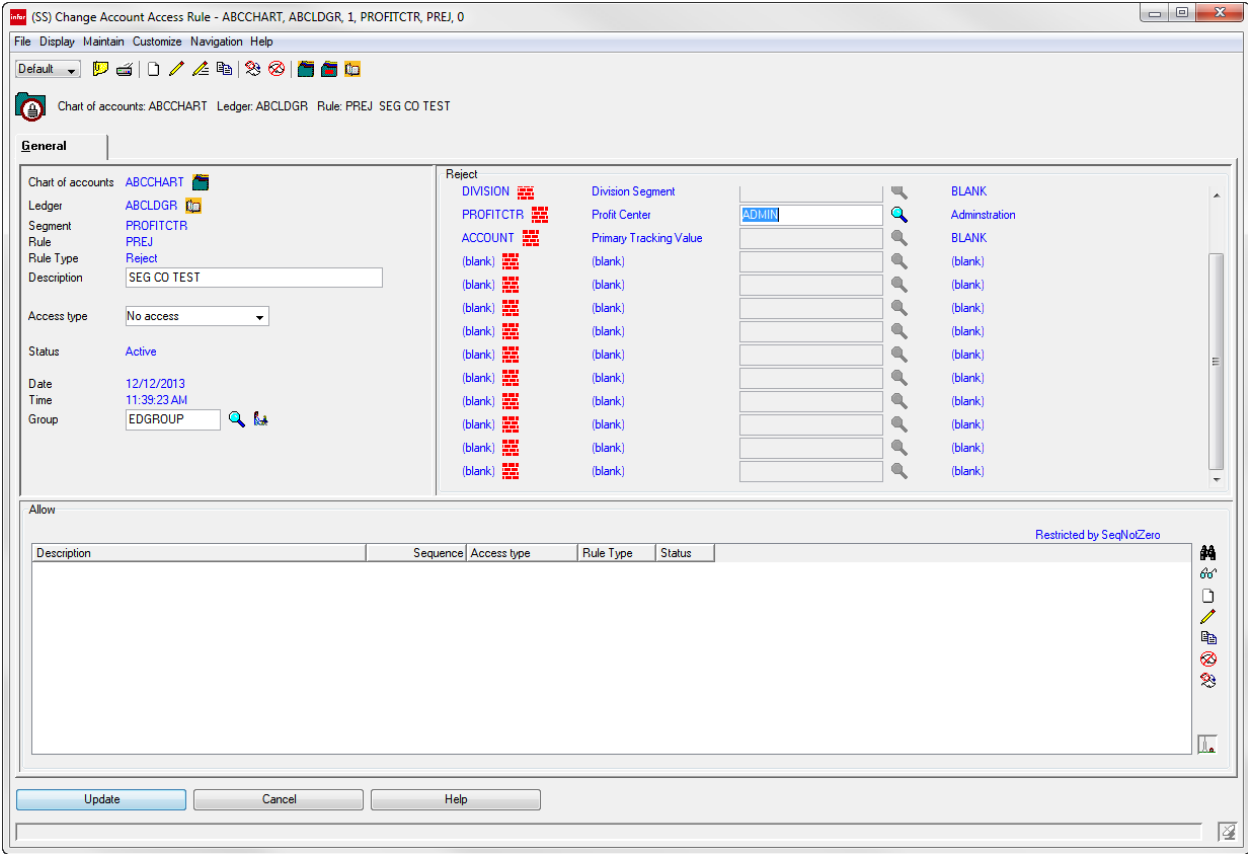 infor (SS) Change Account Access Rule - ABCCHART, ABCLDGR, 1, PROFITCTR, PREJ, 0
File Display Maintain Customize Navigation Help
Default
Chart of accounts: ABCCHART Ledger: ABCLDGR Rule: PREJ SEG CO TEST
General
Chart of accounts ABCCHART
Ledger ABCLDGR
Segment PROFITCTR
Rule PREJ
Rule Type Reject
Description SEG CO TEST
Access type No access
Status Active
Date 12/12/2013
Time 11:39:23 AM
Group EDGROUP
Reject
DIVISION Division Segment BLANK
PROFITCTR Profit Center ADMIN Adminstration
ACCOUNT Primary Tracking Value BLANK
(blank) (blank) (blank)
(blank) (blank) (blank)
(blank) (blank) (blank)
(blank) (blank) (blank)
(blank) (blank) (blank)
(blank) (blank) (blank)
(blank) (blank) (blank)
(blank) (blank) (blank)
(blank) (blank) (blank)
(blank) (blank) (blank)
Allow
Restricted by SeqNotZero
Description Sequence Access type Rule Type Status
Update Cancel Help